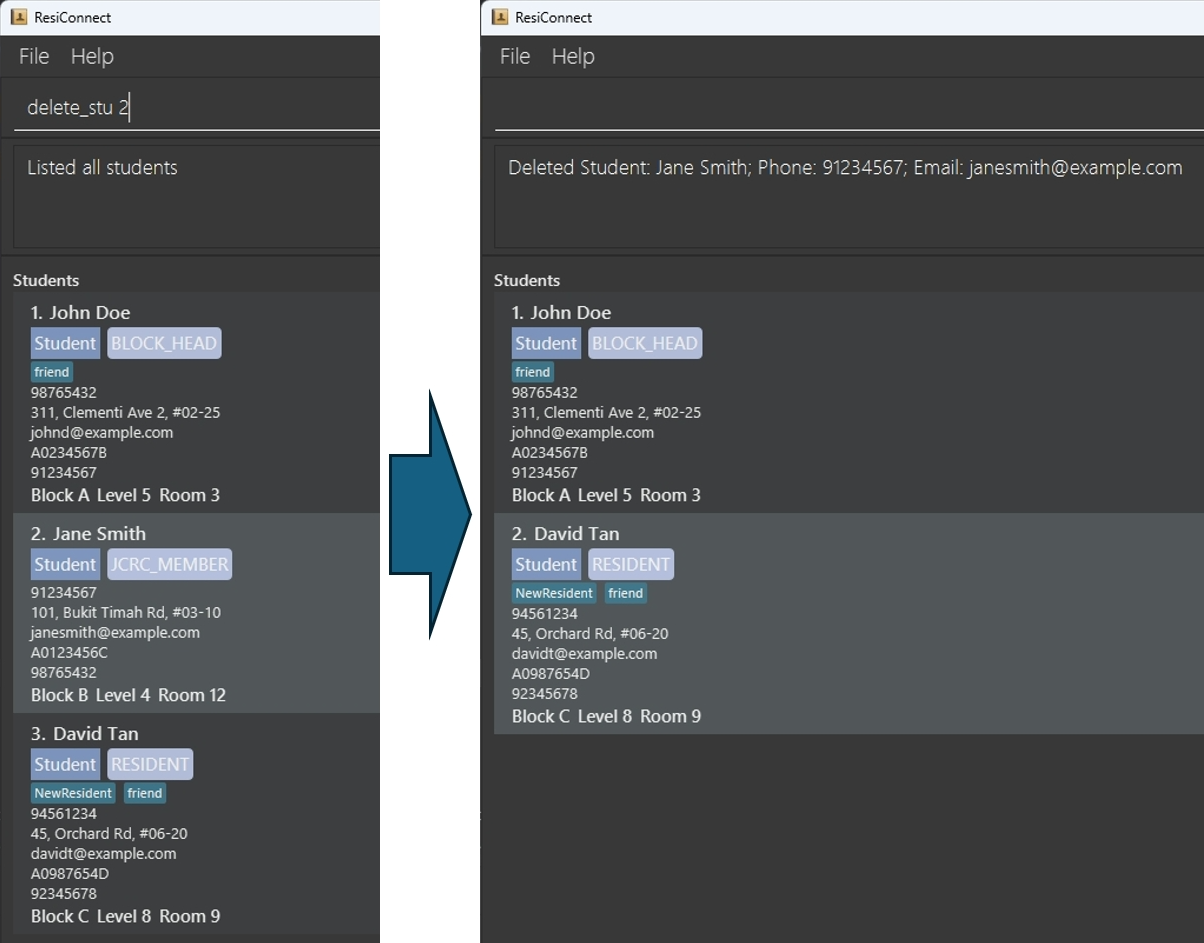 ResiConnect
File Help
delete_stu 2
Listed all students
Students
1. John Doe
Student BLOCK_HEAD
friend
98765432
311, Clementi Ave 2, #02-25
johnd@example.com
A0234567B
91234567
Block A Level 5 Room 3
2. Jane Smith
Student JCRC_MEMBER
91234567
101, Bukit Timah Rd, #03-10
janesmith@example.com
A0123456C
98765432
Block B Level 4 Room 12
3. David Tan
Student RESIDENT
NewResident friend
94561234
45, Orchard Rd, #06-20
davidt@example.com
A0987654D
92345678
Block C Level 8 Room 9
ResiConnect
File Help
Deleted Student: Jane Smith; Phone: 91234567; Email: janesmith@example.com
Students
1. John Doe
Student BLOCK_HEAD
friend
98765432
311, Clementi Ave 2, #02-25
johnd@example.com
A0234567B
91234567
Block A Level 5 Room 3
2. David Tan
Student RESIDENT
NewResident friend
94561234
45, Orchard Rd, #06-20
davidt@example.com
A0987654D
92345678
Block C Level 8 Room 9